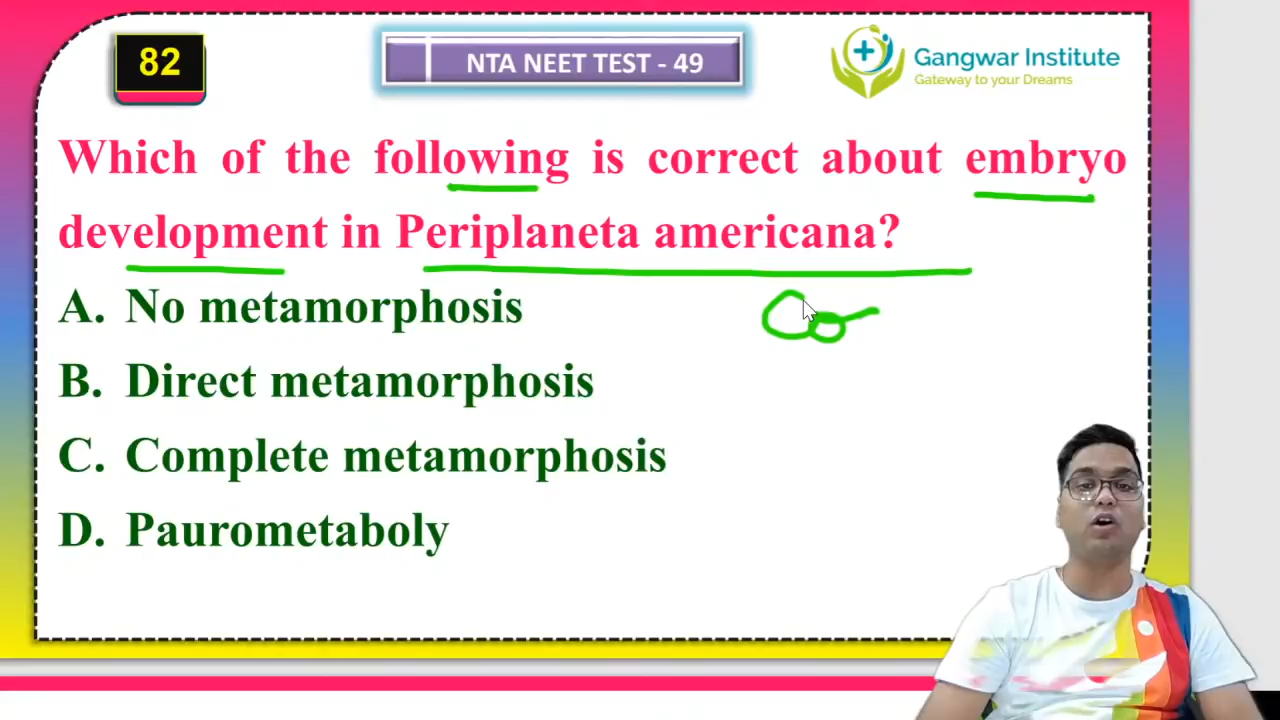 82
NTA NEET TEST - 49
Gangwar Institute
Gateway to your Dreams
Which of the following is correct about embryo
development in Periplaneta americana?
A. No metamorphosis
B. Direct metamorphosis
C. Complete metamorphosis
D. Paurometaboly